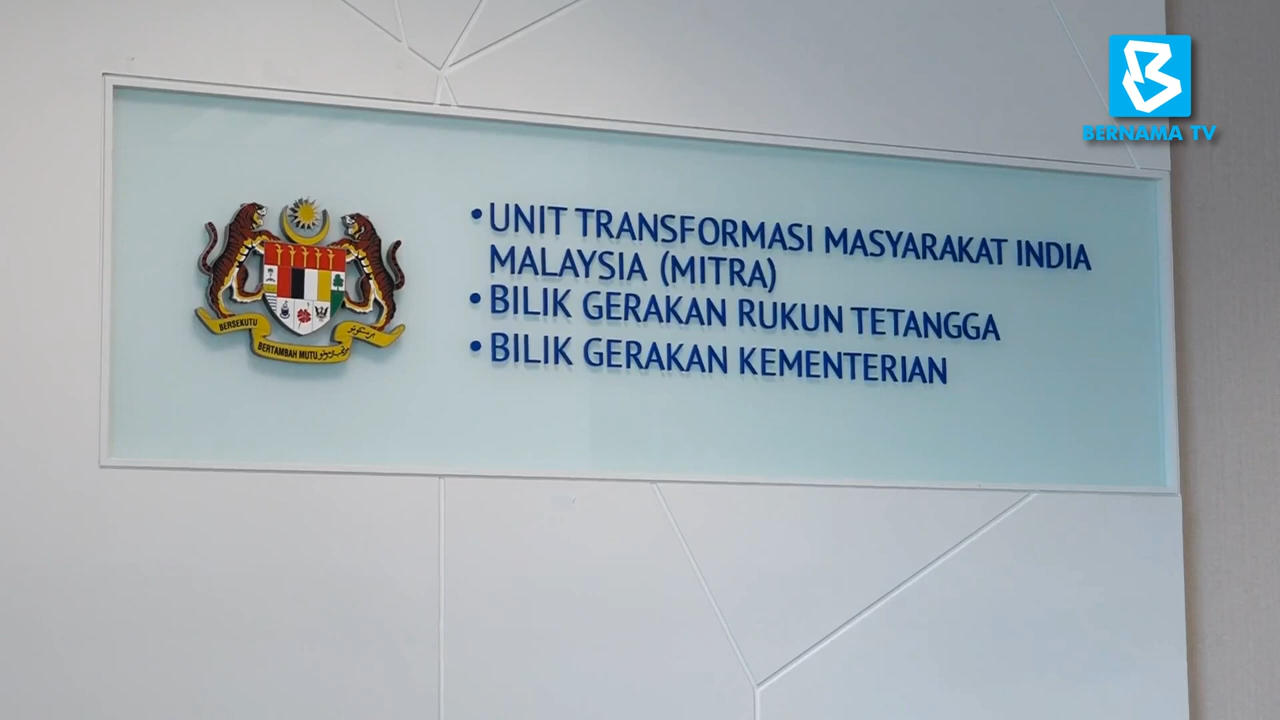 BERNAMA TV
• UNIT TRANSFORMASI MASYARAKAT INDIA
MALAYSIA (MITRA)
• BILIK GERAKAN RUKUN TETANGGA
• BILIK GERAKAN KEMENTERIAN
BERSEKUTU
BERTAMBAH MUTU